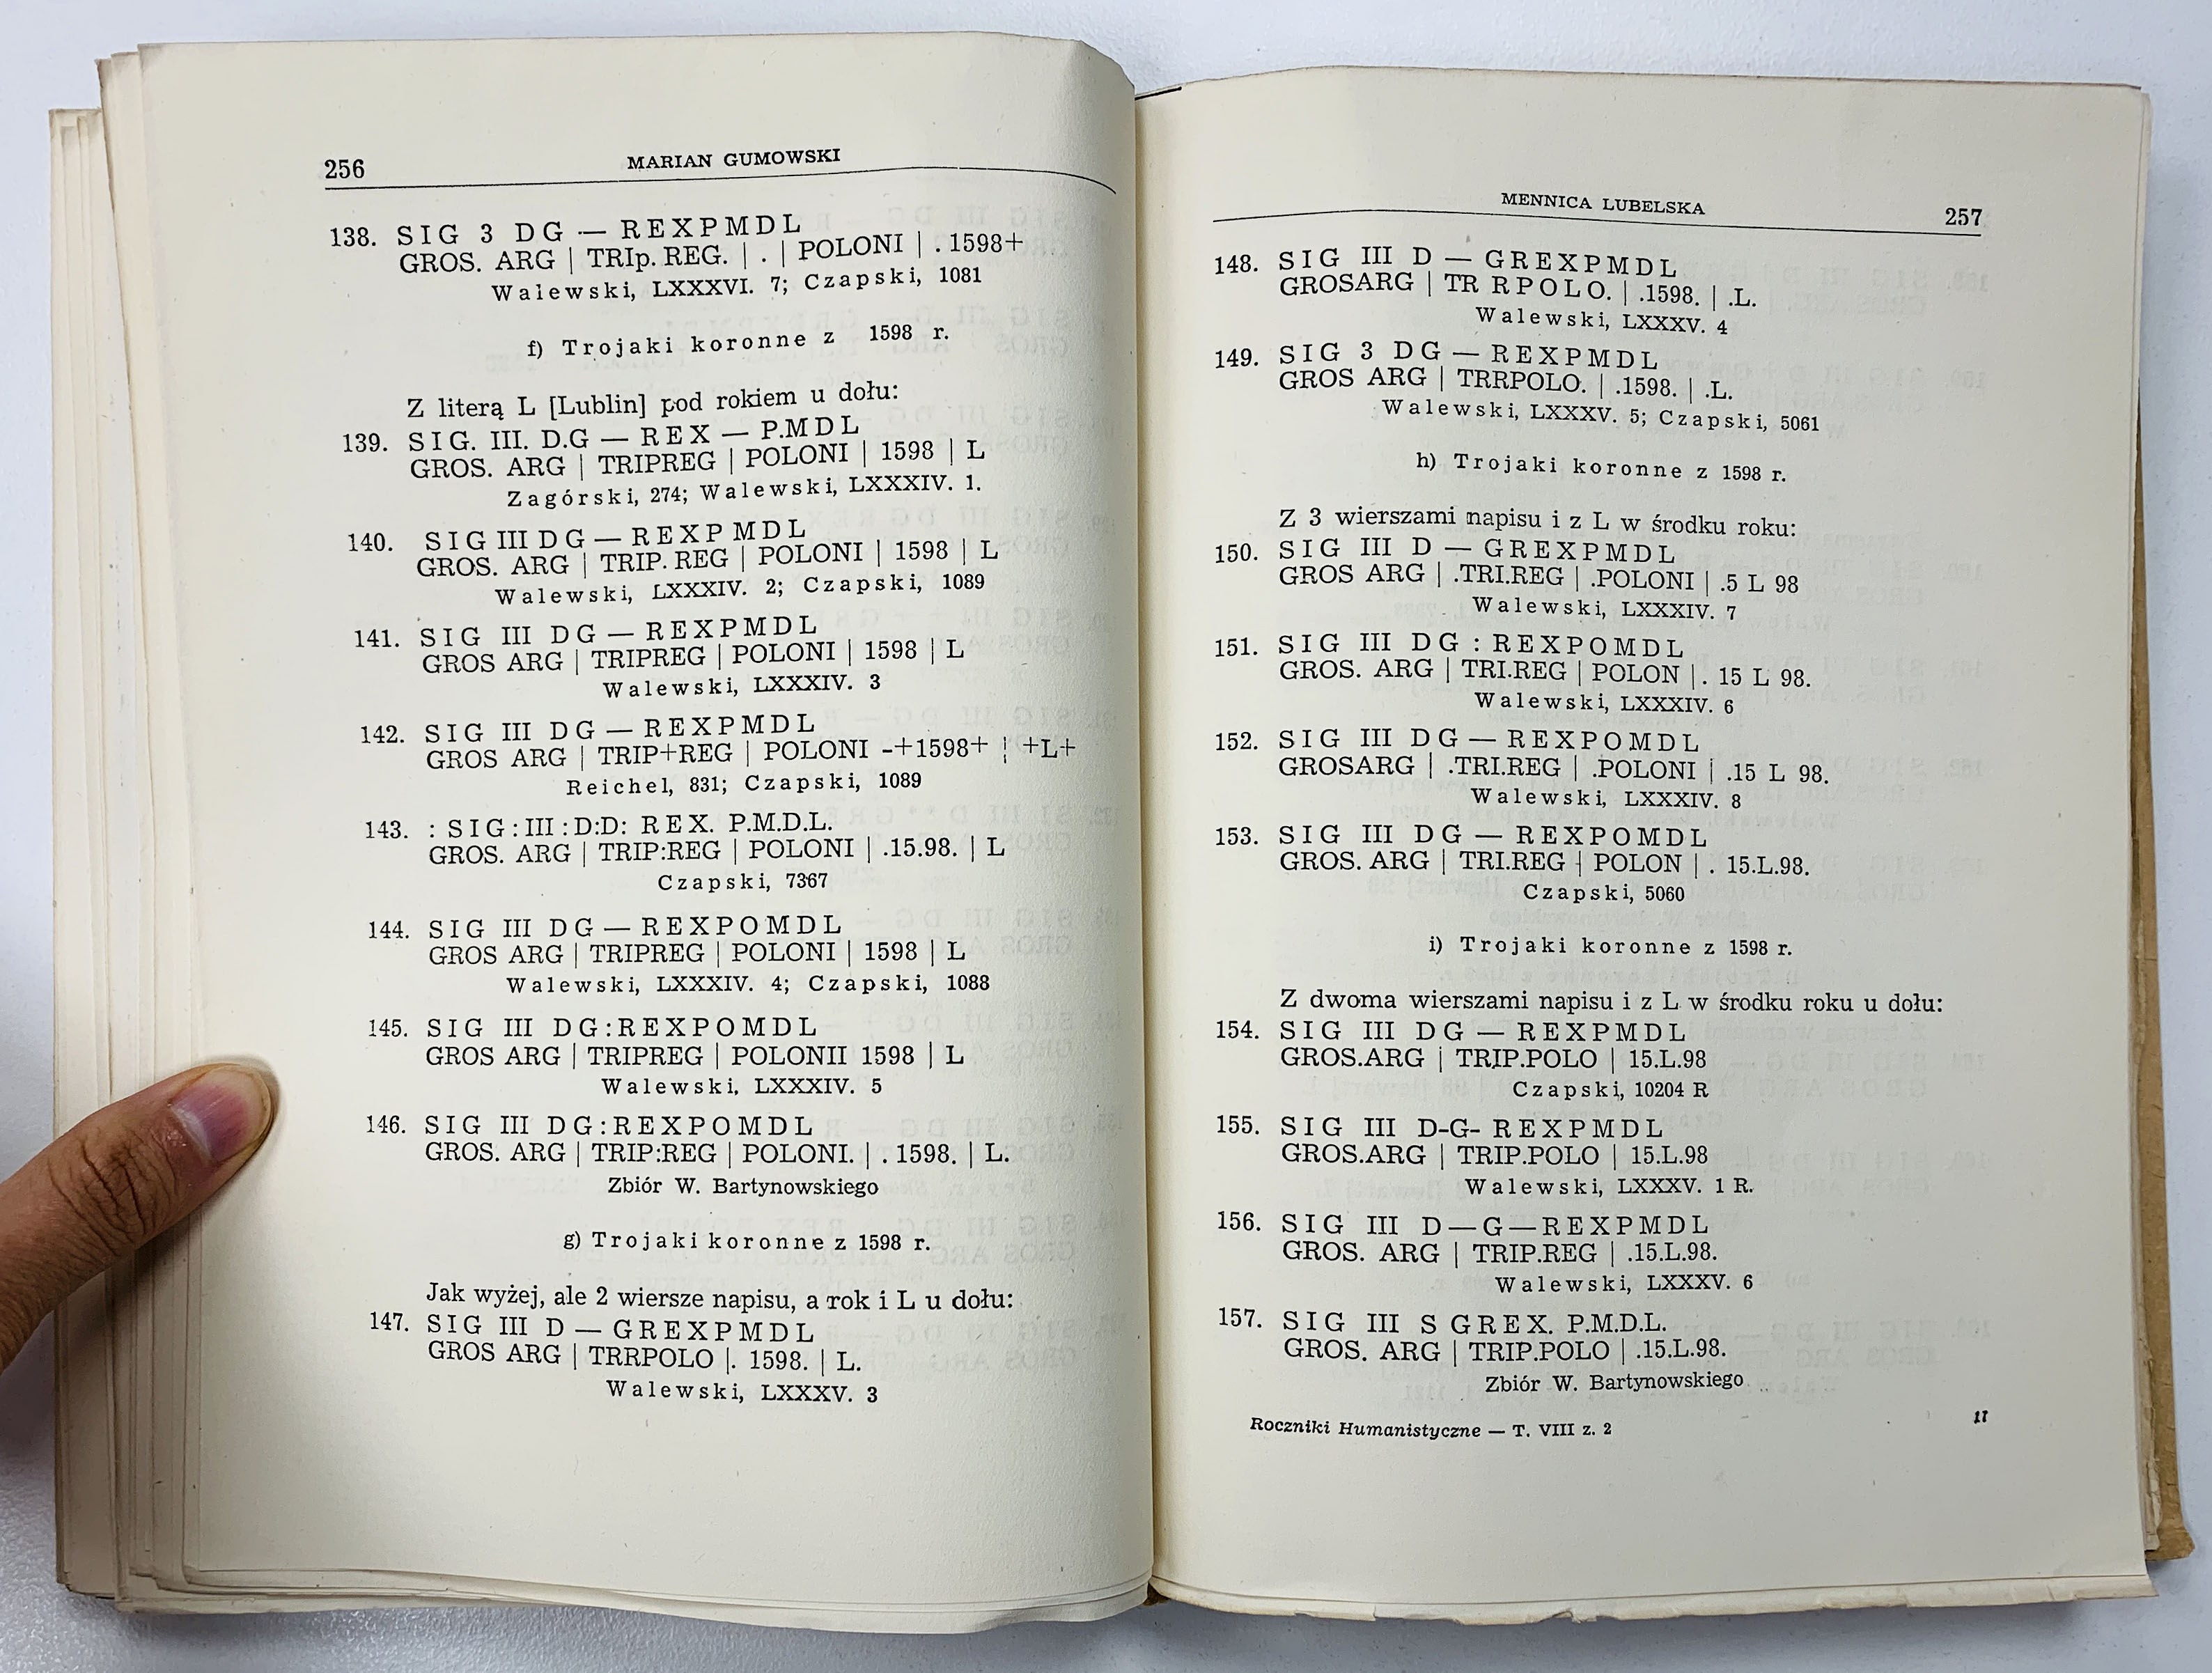 256
MARIAN GUMOWSKI
138. SIG 3 DG — REXPMDL
GROS. ARG | TRIp. REG. | . | POLONI | . 1598+
Walewski, LXXXVI. 7; Czapski, 1081
f) Trojaki koronne z 1598 r.
Z literą L [Lublin] pod rokiem u dołu:
139. SIG. III. D.G — REX — P.MDL
GROS. ARG | TRIPREG | POLONI | 1598 | L
Zagórski, 274; Walewski, LXXXIV. 1.
140. SIG III DG — REXPMDL
GROS. ARG | TRIP. REG | POLONI | 1598 | L
Walewski, LXXXIV. 2; Czapski, 1089
141. SIG III DG — REXPMDL
GROS ARG | TRIPREG | POLONI | 1598 | L
Walewski, LXXXIV. 3
142. SIG III DG — REXPMDL
GROS ARG | TRIP+REG | POLONI -+1598+ ¦ +L+
Reichel, 831; Czapski, 1089
143. : SIG:III:D:D: REX. P.M.D.L.
GROS. ARG | TRIP:REG | POLONI | .15.98. | L
Czapski, 7367
144. SIG III DG — REXPOMDL
GROS ARG | TRIPREG | POLONI | 1598 | L
Walewski, LXXXIV. 4; Czapski, 1088
145. SIG III DG:REXPOMDL
GROS ARG | TRIPREG | POLONII 1598 | L
Walewski, LXXXIV. 5
146. SIG III DG:REXPOMDL
GROS. ARG | TRIP:REG | POLONI. | . 1598. | L.
Zbiór W. Bartynowskiego
g) Trojaki koronne z 1598 r.
Jak wyżej, ale 2 wiersze napisu, a rok i L u dołu:
147. SIG III D — GREXPMDL
GROS ARG | TRRPOLO |. 1598. | L.
Walewski, LXXXV. 3
MENNICA LUBELSKA
257
148. SIG III D — GREXPMDL
GROSARG | TR RPOLO. | .1598. | .L.
Walewski, LXXXV. 4
149. SIG 3 DG — REXPMDL
GROS ARG | TRRPOLO. | .1598. | .L.
Walewski, LXXXV. 5; Czapski, 5061
h) Trojaki koronne z 1598 r.
Z 3 wierszami napisu i z L w środku roku:
150. SIG III D — GREXPMDL
GROS ARG | .TRI.REG | .POLONI | .5 L 98
Walewski, LXXXIV. 7
151. SIG III DG : REXPOMDL
GROS. ARG | TRI.REG | POLON |. 15 L 98.
Walewski, LXXXIV. 6
152. SIG III DG — REXPOMDL
GROSARG | .TRI.REG | .POLONI | .15 L 98.
Walewski, LXXXIV. 8
153. SIG III DG — REXPOMDL
GROS. ARG | TRI.REG | POLON | . 15.L.98.
Czapski, 5060
i) Trojaki koronne z 1598 r.
Z dwoma wierszami napisu i z L w środku roku u dołu:
154. SIG III DG — REXPMDL
GROS.ARG | TRIP.POLO | 15.L.98
Czapski, 10204 R
155. SIG III D-G- REXPMDL
GROS.ARG | TRIP.POLO | 15.L.98
Walewski, LXXXV. 1 R.
156. SIG III D—G—REXPMDL
GROS. ARG | TRIP.REG | .15.L.98.
Walewski, LXXXV. 6
157. SIG III S GREX. P.M.D.L.
GROS. ARG | TRIP.POLO | .15.L.98.
Zbiór W. Bartynowskiego
Roczniki Humanistyczne — T. VIII z. 2
17